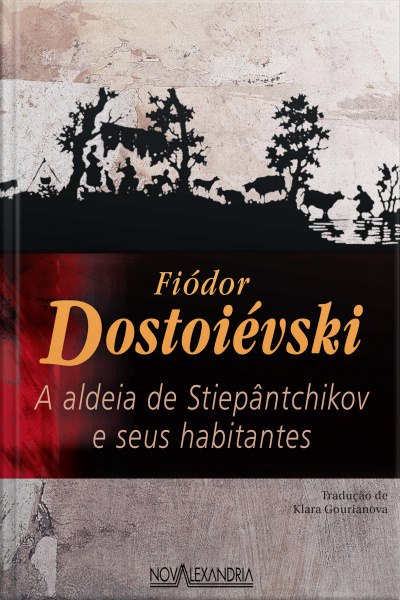 Fiódor
Dostoiévski
A aldeia de Stiepântchikov
e seus habitantes
Tradução de
Klara Gourianova
NOVALEXANDRIA